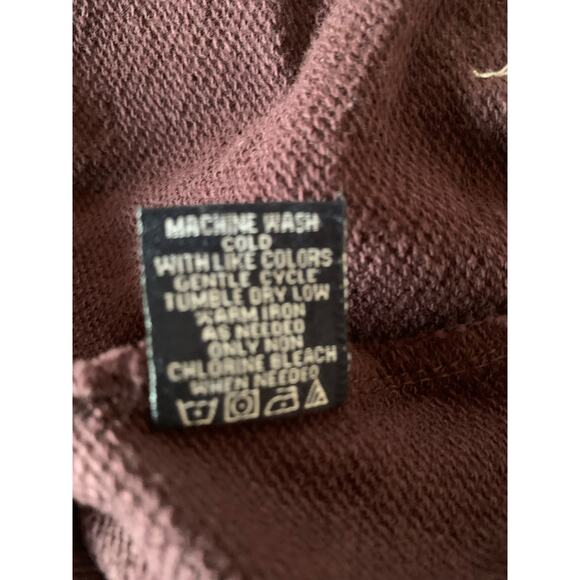 MACHINE WASH
COLD
WITH LIKE COLORS
GENTLE CYCLE
TUMBLE DRY LOW
WARM IRON
AS NEEDED
ONLY NON
CHLORINE BLEACH
WHEN NEEDED